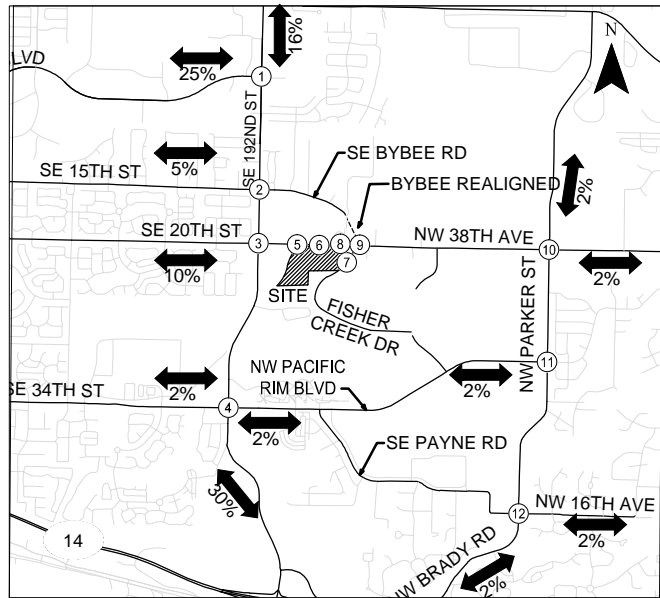 16%
N
LVD
25%
1
SE 192ND ST
SE BYBEE RD
5%
BYBEE REALIGNED
2%
SE 15TH ST
2
SE 20TH ST
3
5
6
8
9
NW 38TH AVE
10
7
10%
2%
SITE
FISHER
CREEK DR
NW PARKER ST
NW PACIFIC
RIM BLVD
11
2%
2%
SE 34TH ST
4
2%
SE PAYNE RD
30%
12
NW 16TH AVE
14
2%
NW BRADY RD
2%